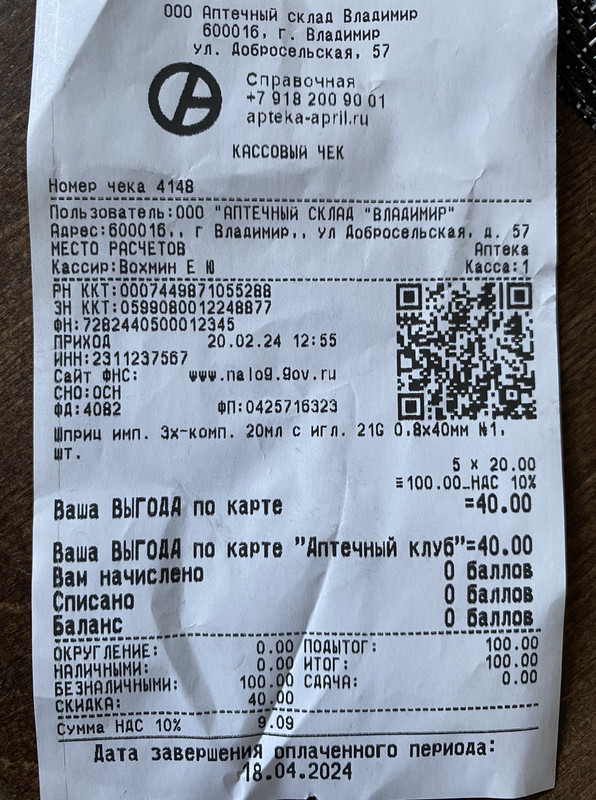 ООО Аптечный склад Владимир
600016, г. Владимир
ул. Добросельская, 57
Справочная
+7 918 200 90 01
apteka-april.ru
КАССОВЫЙ ЧЕК
Номер чека 4148
Пользователь:ООО "АПТЕЧНЫЙ СКЛАД "ВЛАДИМИР"
Адрес:600016,, г Владимир,, ул Добросельская, д. 57
МЕСТО РАСЧЕТОВ Аптека
Кассир:Вохмин Е Ю Касса:1
РН ККТ:0007449871055288
ЗН ККТ:0599080012248877
ФН:7282440500012345
ПРИХОД 20.02.24 12:55
ИНН:2311237567
Сайт ФНС: www.nalog.gov.ru
СНО:ОСН
ФД:4082 ФП:0425716323
Шприц имп. 3х-комп. 20мл с игл. 21G 0.8х40мм №1,
шт.
5 x 20.00
≡100.00_НДС 10%
Ваша ВЫГОДА по карте =40.00
Ваша ВЫГОДА по карте "Аптечный клуб"=40.00
Вам начислено 0 баллов
Списано 0 баллов
Баланс 0 баллов
ОКРУГЛЕНИЕ: 0.00 ПОДЫТОГ: 100.00
НАЛИЧНЫМИ: 0.00 ИТОГ: 100.00
БЕЗНАЛИЧНЫМИ: 100.00 СДАЧА: 0.00
СКИДКА: 40.00
Сумма НДС 10% 9.09
Дата завершения оплаченного периода:
18.04.2024